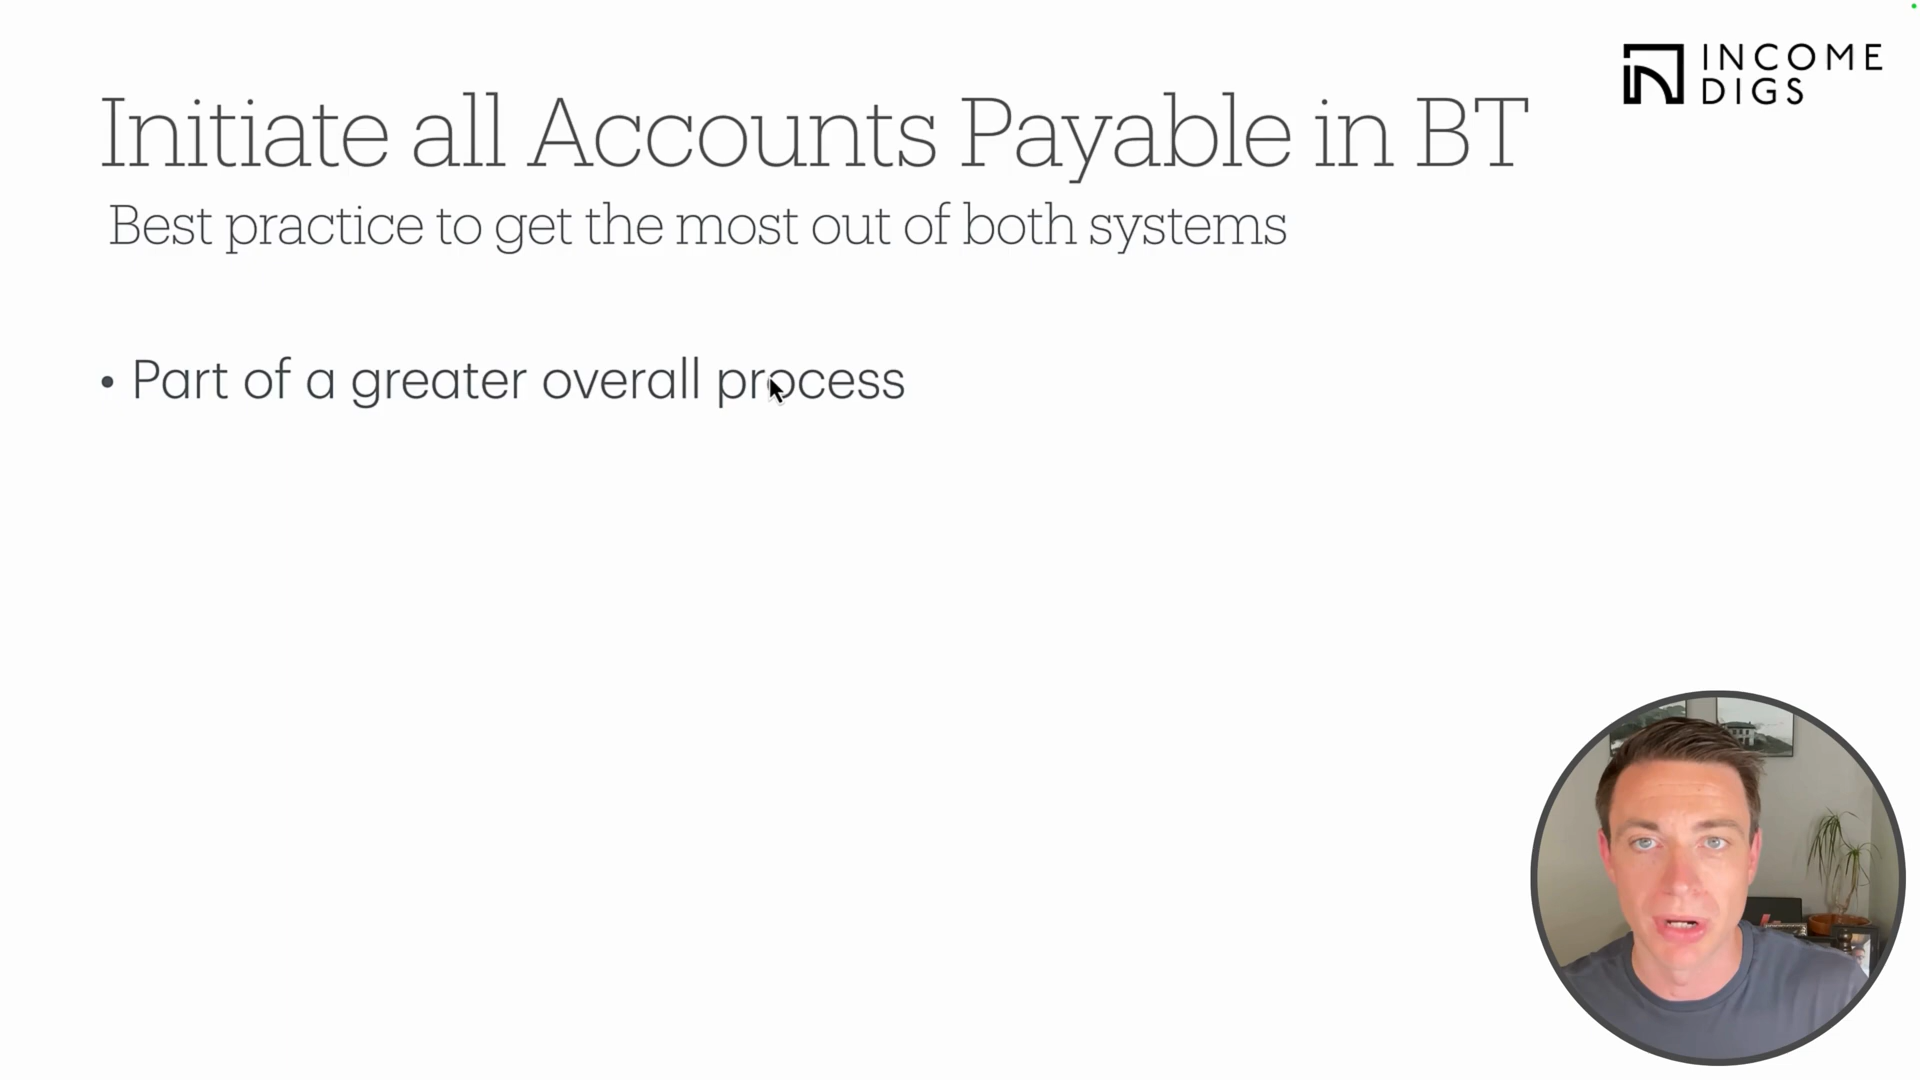 INCOME
DIGS
Initiate all Accounts Payable in BT
Best practice to get the most out of both systems
• Part of a greater overall process